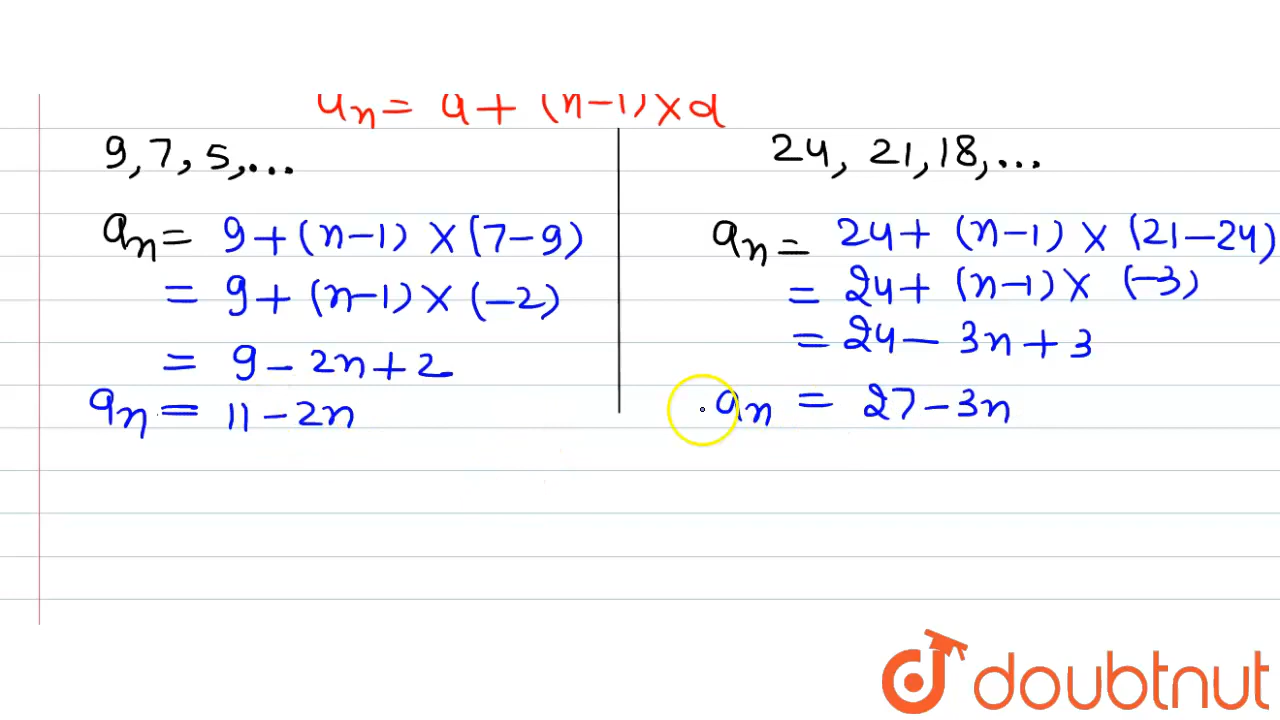 an = a + (n-1) × d
9, 7, 5, ...
an = 9 + (n-1) × (7-9)
= 9 + (n-1) × (-2)
= 9 - 2n + 2
an = 11 - 2n
24, 21, 18, ...
an = 24 + (n-1) × (21-24)
= 24 + (n-1) × (-3)
= 24 - 3n + 3
an = 27 - 3n
doubtnut